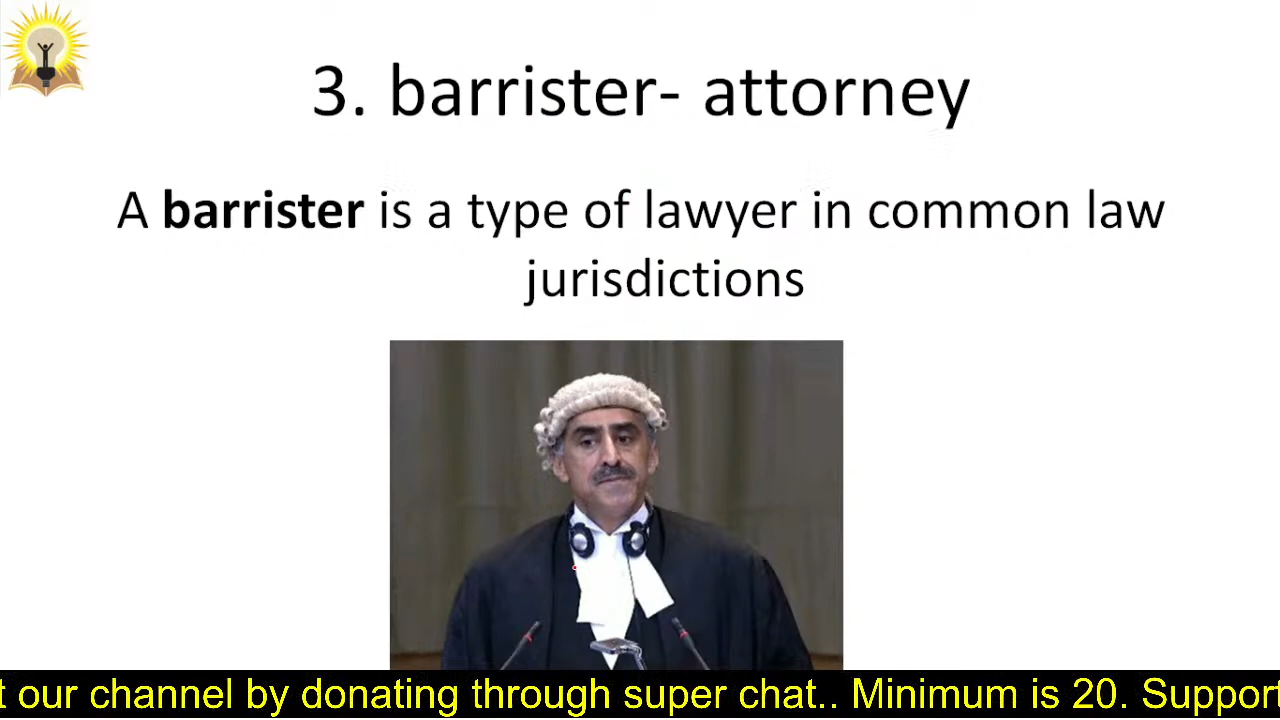 3. barrister- attorney
A barrister is a type of lawyer in common law
jurisdictions
t our channel by donating through super chat.. Minimum is 20. Support